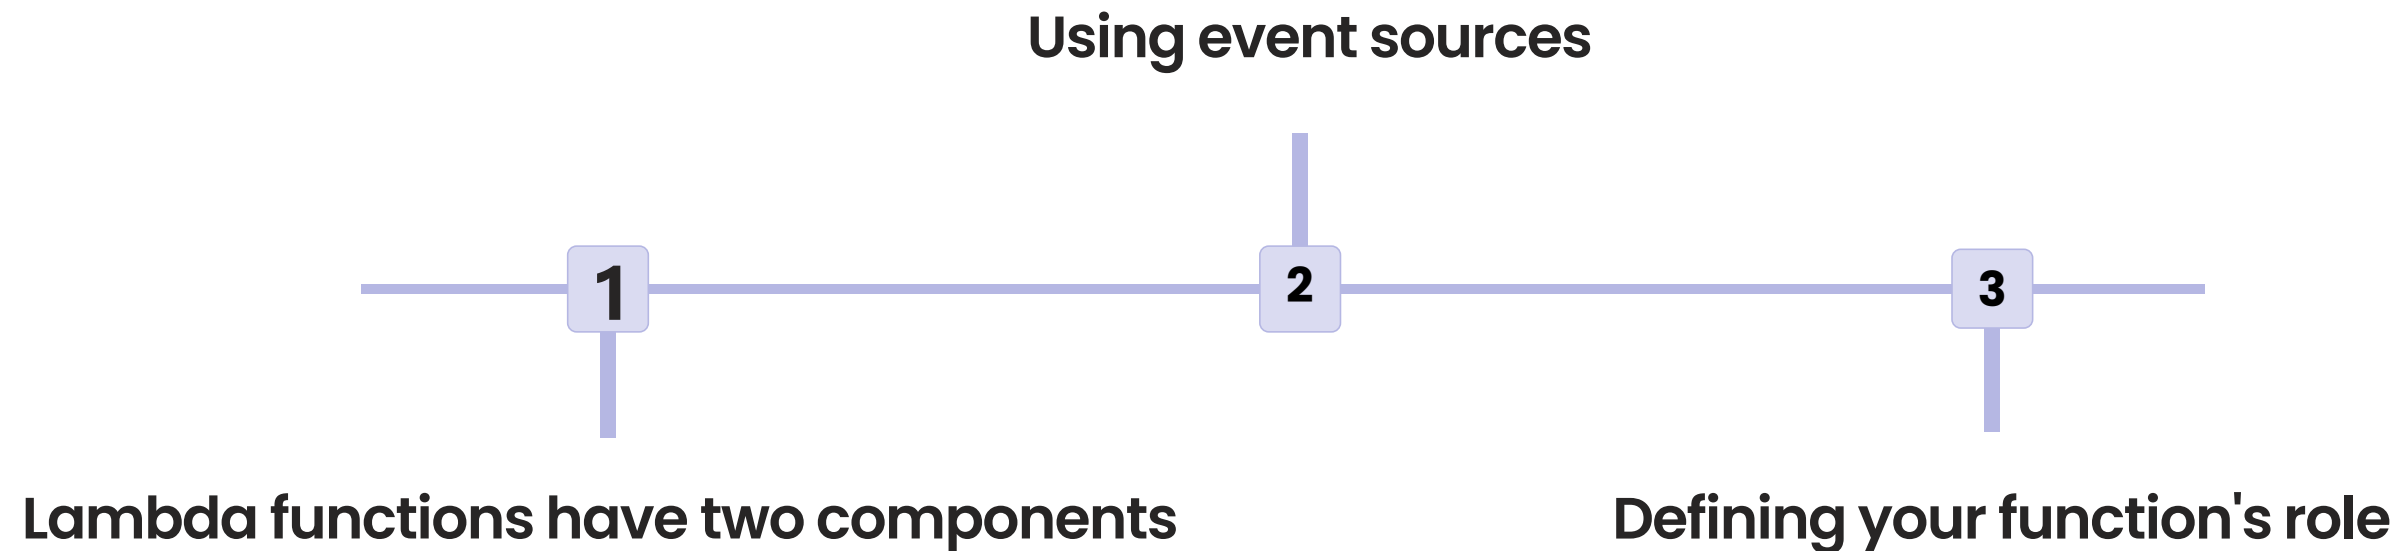 Using event sources
1
2
3
Lambda functions have two components
Defining your function's role